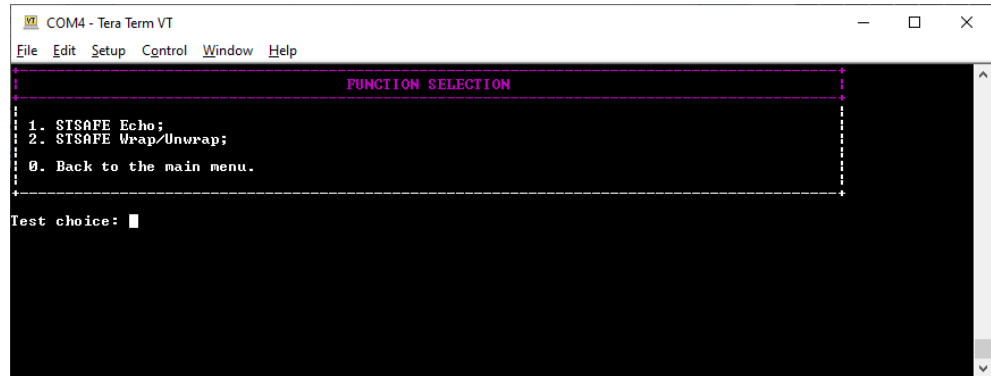 COM4 - Tera Term VT
File Edit Setup Control Window Help
FUNCTION SELECTION
1. STSAFE Echo;
2. STSAFE Wrap/Unwrap;
0. Back to the main menu.
Test choice: